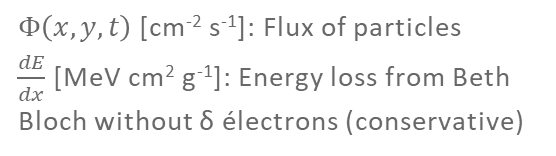 Φ(x, y, t) [cm⁻² s⁻¹]: Flux of particles
dE/dx [MeV cm² g⁻¹]: Energy loss from Beth
Bloch without δ électrons (conservative)